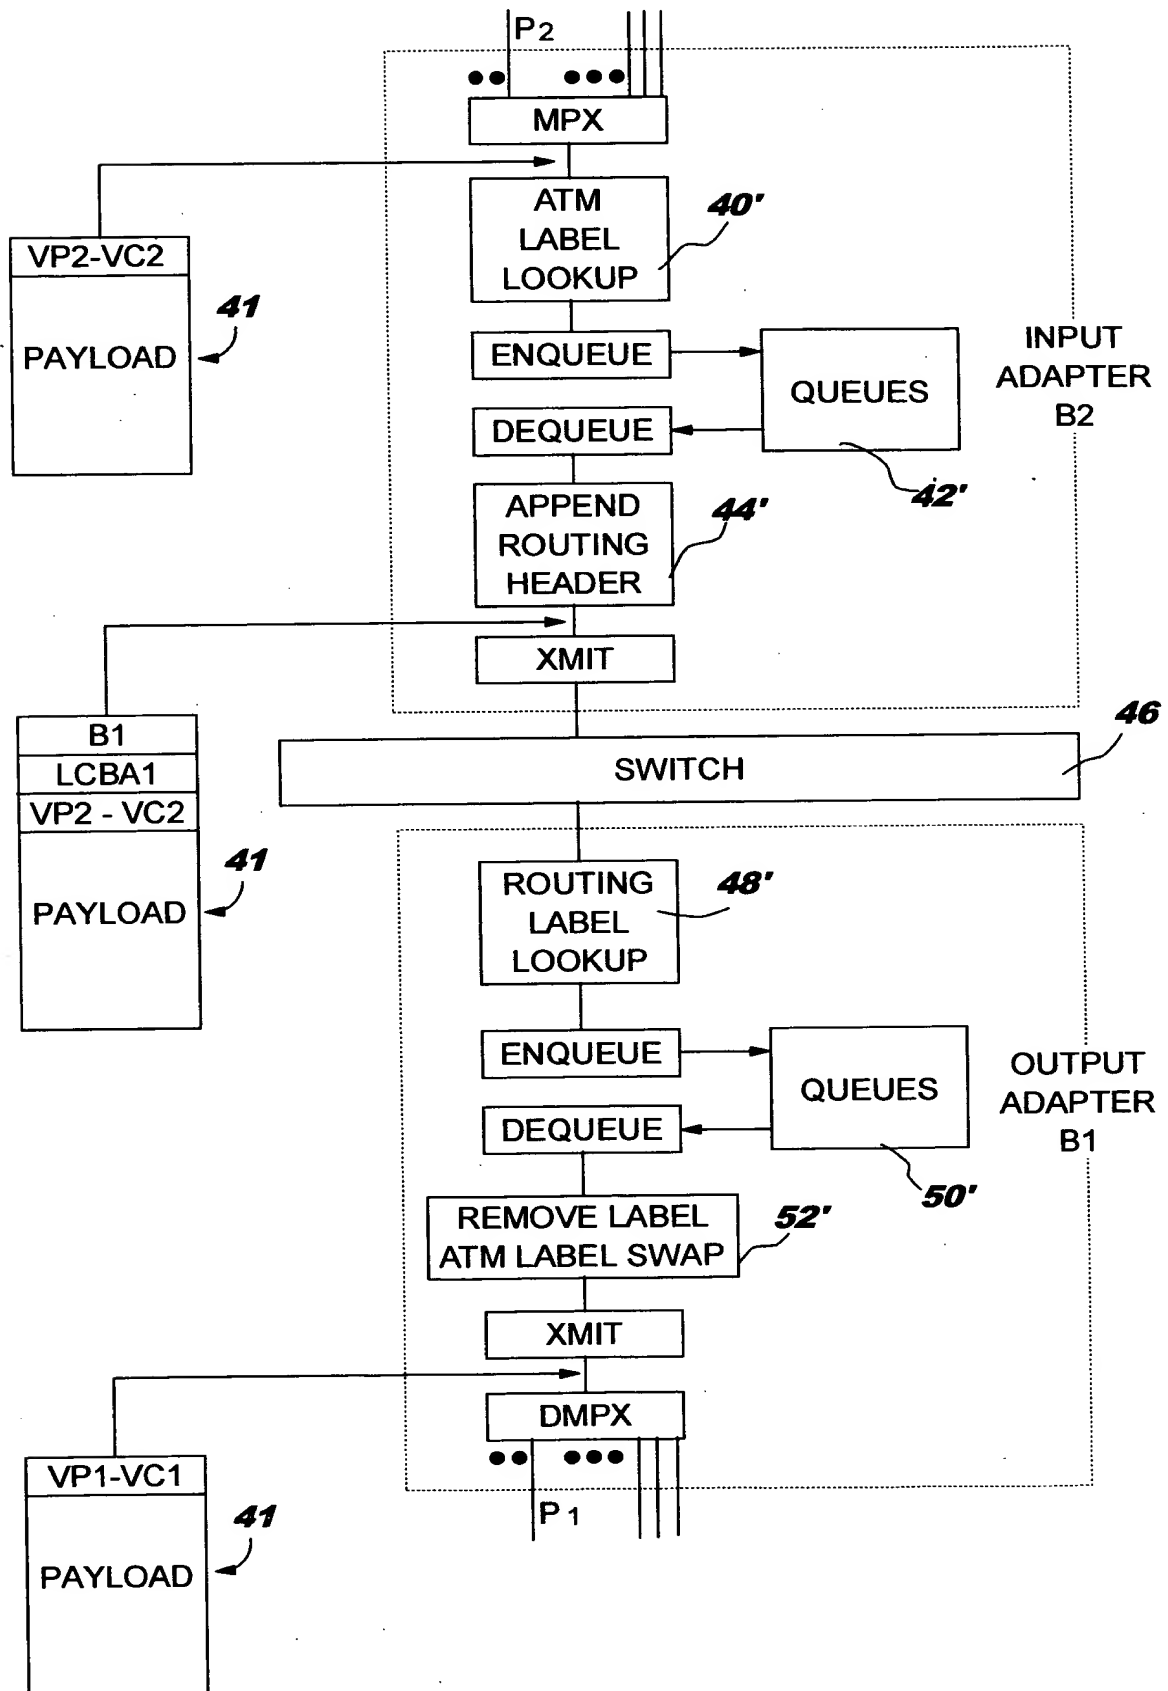 P2
MPX
ATM
LABEL
LOOKUP
40'
VP2-VC2
PAYLOAD
41
ENQUEUE
QUEUES
DEQUEUE
42'
INPUT
ADAPTER
B2
APPEND
ROUTING
HEADER
44'
XMIT
B1
LCBA1
VP2 - VC2
PAYLOAD
41
SWITCH
46
ROUTING
LABEL
LOOKUP
48'
ENQUEUE
QUEUES
DEQUEUE
50'
OUTPUT
ADAPTER
B1
REMOVE LABEL
ATM LABEL SWAP
52'
XMIT
DMPX
P1
VP1-VC1
PAYLOAD
41